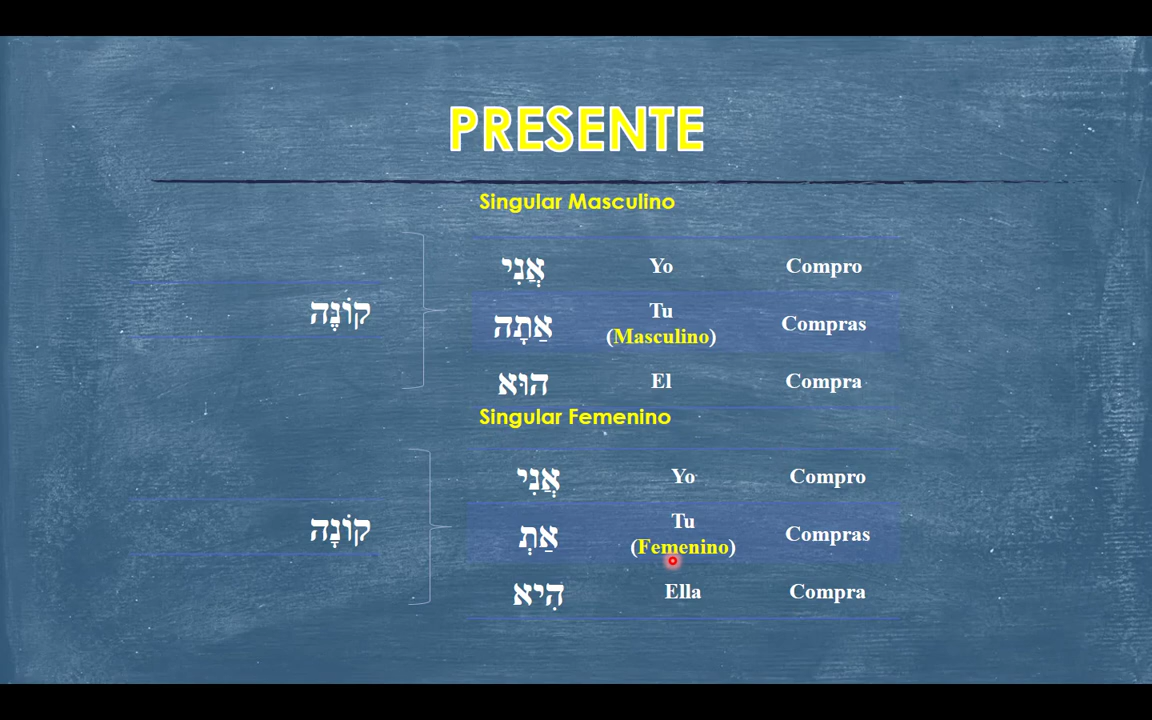 PRESENTE
Singular Masculino
אֲנִי Yo Compro
קוֹנֶה
אַתָה Tu (Masculino) Compras
הוּא El Compra
Singular Femenino
אֲנִי Yo Compro
קוֹנָה
אַתְ Tu (Femenino) Compras
הִיא Ella Compra